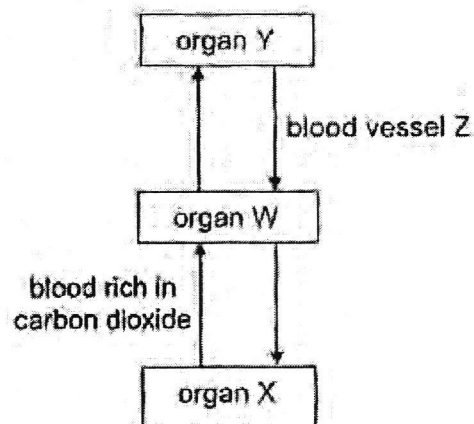 organ Y
blood vessel Z
organ W
blood rich in
carbon dioxide
organ X